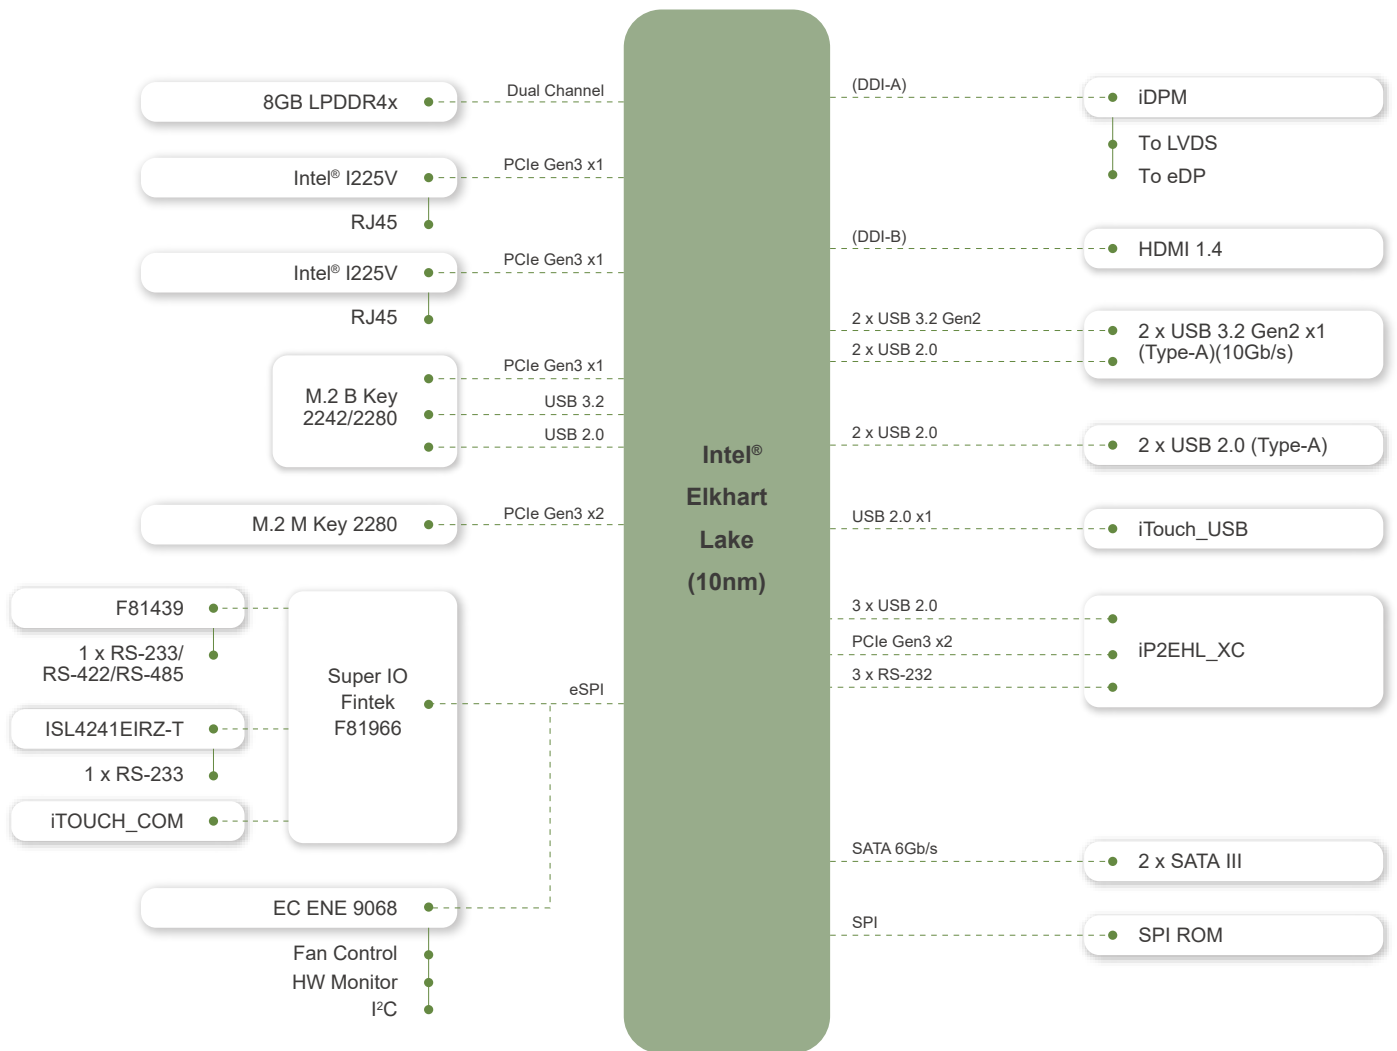 Dual Channel
8GB LPDDR4x
PCIe Gen3 x1
Intel® I225V
RJ45
PCIe Gen3 x1
Intel® I225V
RJ45
PCIe Gen3 x1
M.2 B Key
2242/2280
USB 3.2
USB 2.0
M.2 M Key 2280
PCIe Gen3 x2
F81439
1 x RS-233/
RS-422/RS-485
ISL4241EIRZ-T
1 x RS-233
iTOUCH_COM
Super IO
Fintek
F81966
eSPI
EC ENE 9068
Fan Control
HW Monitor
I²C
Intel®
Elkhart
Lake
(10nm)
(DDI-A)
iDPM
To LVDS
To eDP
(DDI-B)
HDMI 1.4
2 x USB 3.2 Gen2
2 x USB 2.0
2 x USB 3.2 Gen2 x1
(Type-A)(10Gb/s)
2 x USB 2.0
2 x USB 2.0 (Type-A)
USB 2.0 x1
iTouch_USB
3 x USB 2.0
PCIe Gen3 x2
3 x RS-232
iP2EHL_XC
SATA 6Gb/s
2 x SATA III
SPI
SPI ROM